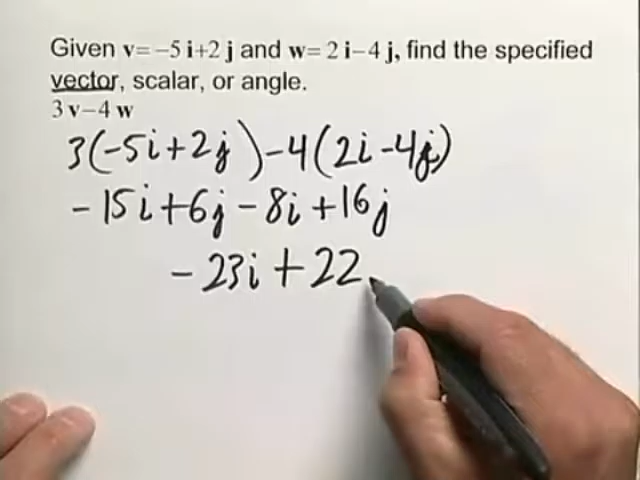 Given v= −5 i+2 j and w= 2 i−4 j, find the specified
vector, scalar, or angle.
3 v−4 w
3(-5i+2j)-4(2i-4j)
-15i+6j-8i+16j
-23i+22